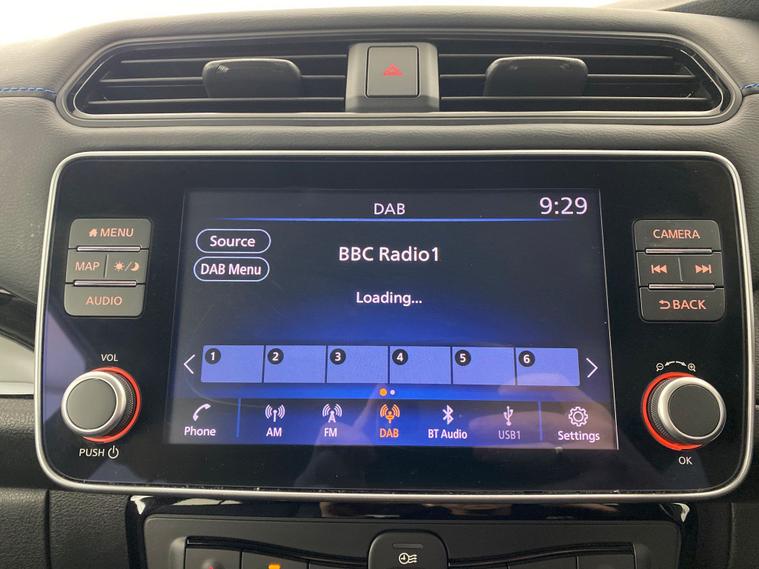 DAB 9:29
MENU
MAP
AUDIO
VOL
PUSH
Source
DAB Menu
BBC Radio1
Loading...
1 2 3 4 5 6
Phone AM FM DAB BT Audio USB1 Settings
CAMERA
BACK
OK